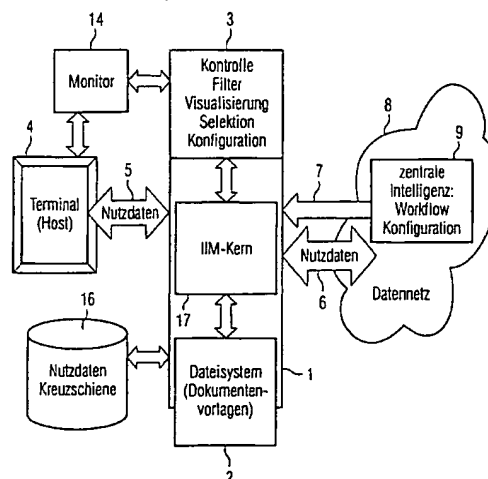 14
3
Monitor
Kontrolle
Filter
Visualisierung
Selektion
Konfiguration
4
Terminal
(Host)
5
Nutzdaten
8
9
zentrale
Intelligenz:
Workflow
Konfiguration
7
IIM-Kern
Nutzdaten
6
Datennetz
17
16
Nutzdaten
Kreuzschiene
Dateisystem
(Dokumenten-
vorlagen)
1
2